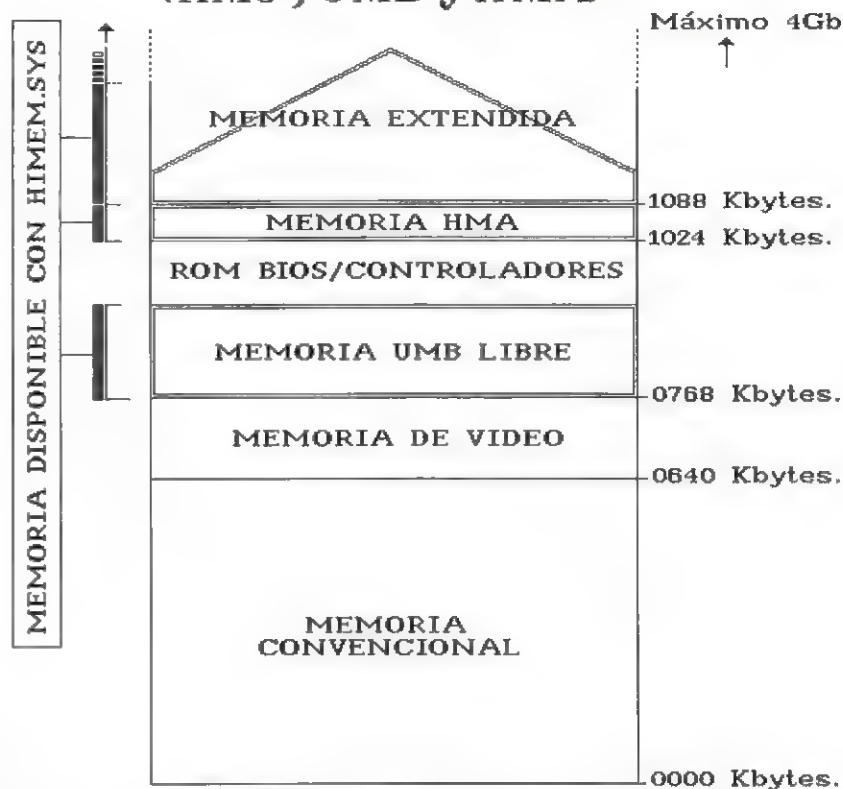 UMB y
Máximo 4Gb
MEMORIA DISPONIBLE CON HIMEM.SYS
MEMORIA EXTENDIDA
1088 Kbytes.
MEMORIA HMA
1024 Kbytes.
ROM BIOS/CONTROLADORES
MEMORIA UMB LIBRE
0768 Kbytes.
MEMORIA DE VIDEO
0640 Kbytes.
MEMORIA
CONVENCIONAL
0000 Kbytes.